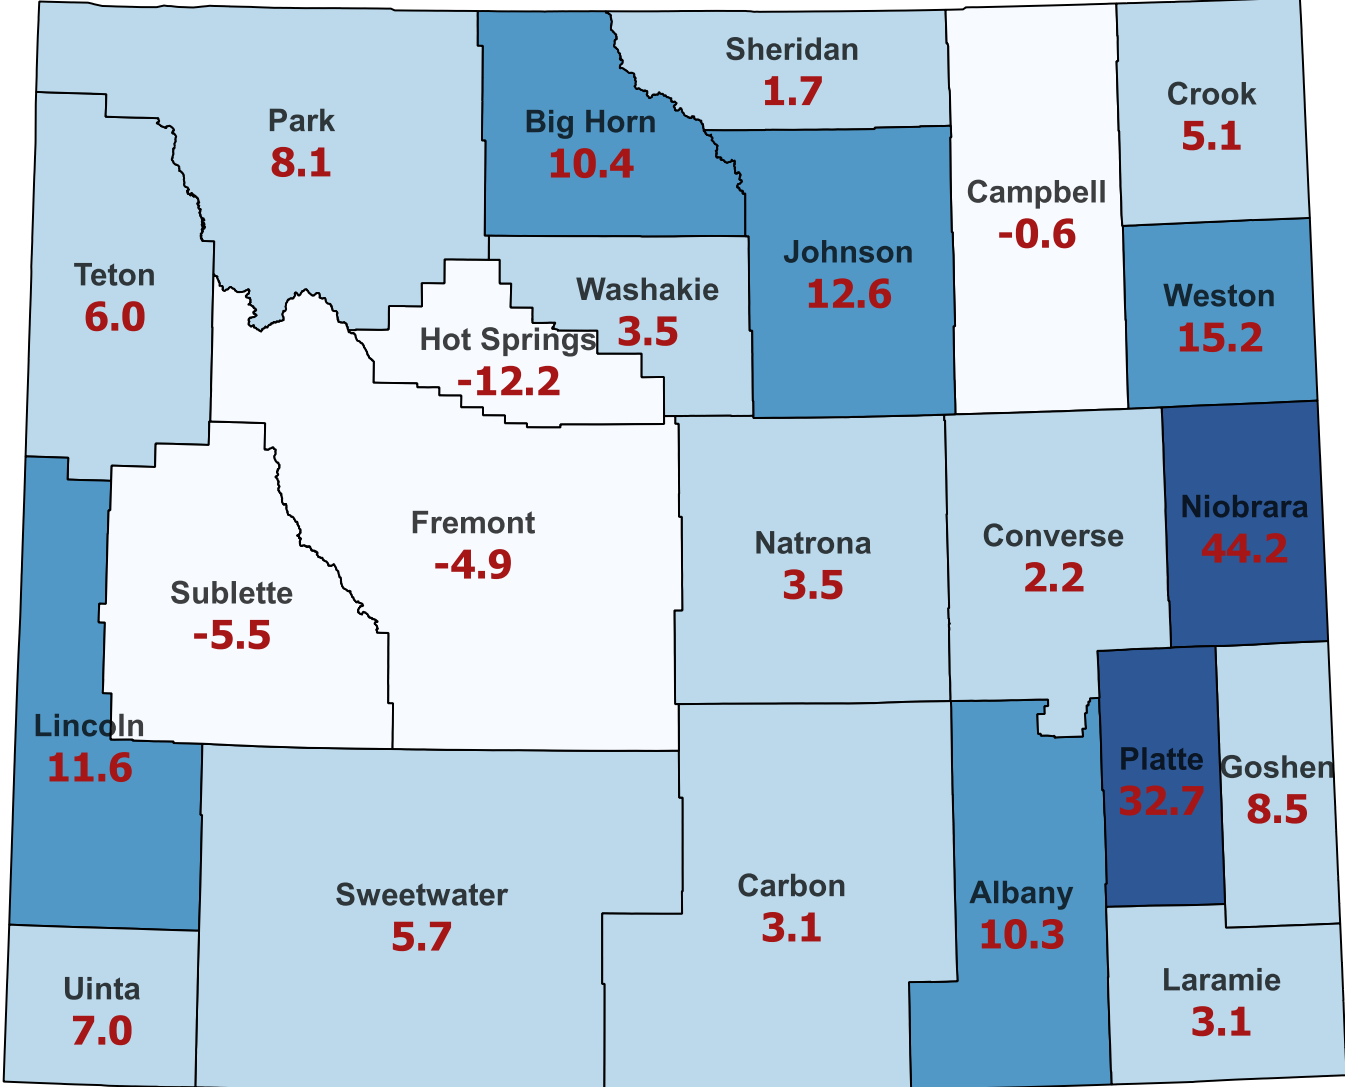 Sheridan
1.7
Park
8.1
Big Horn
10.4
Crook
5.1
Campbell
-0.6
Teton
6.0
Johnson
12.6
Washakie
3.5
Weston
15.2
Hot Springs
-12.2
Fremont
-4.9
Niobrara
44.2
Natrona
3.5
Converse
2.2
Sublette
-5.5
Lincoln
11.6
Platte
32.7
Goshen
8.5
Sweetwater
5.7
Carbon
3.1
Albany
10.3
Uinta
7.0
Laramie
3.1